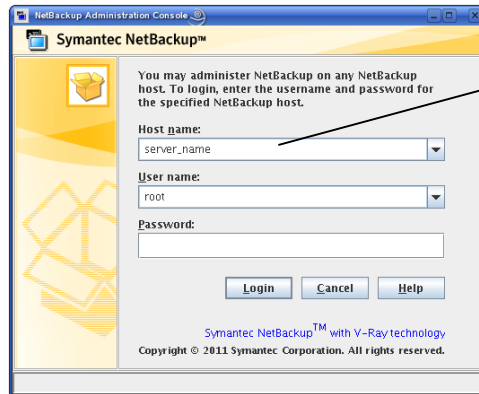 NetBackup Administration Console
Symantec NetBackup™
You may administer NetBackup on any NetBackup
host. To login, enter the username and password for
the specified NetBackup host.
Host name:
server_name
User name:
root
Password:
Login Cancel Help
Symantec NetBackup™ with V-Ray technology
Copyright © 2011 Symantec Corporation. All rights reserved.